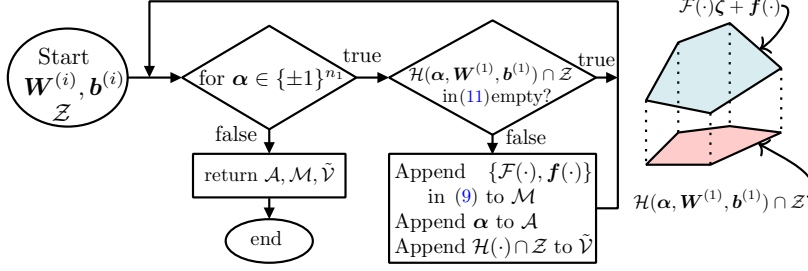 Start
𝑾⁽ⁱ⁾, 𝒃⁽ⁱ⁾
𝒵
for 𝜶 ∈ {±1}ⁿ¹
true
false
ℋ(𝜶, 𝑾⁽¹⁾, 𝒃⁽¹⁾) ∩ 𝒵
in (11) empty?
true
false
return 𝒜, ℳ, 𝒱̃
end
Append {ℱ(·), 𝒇(·)}
in (9) to ℳ
Append 𝜶 to 𝒜
Append ℋ(·) ∩ 𝒵 to 𝒱̃
ℱ(·)𝜻 + 𝒇(·)
ℋ(𝜶, 𝑾⁽¹⁾, 𝒃⁽¹⁾) ∩ 𝒵